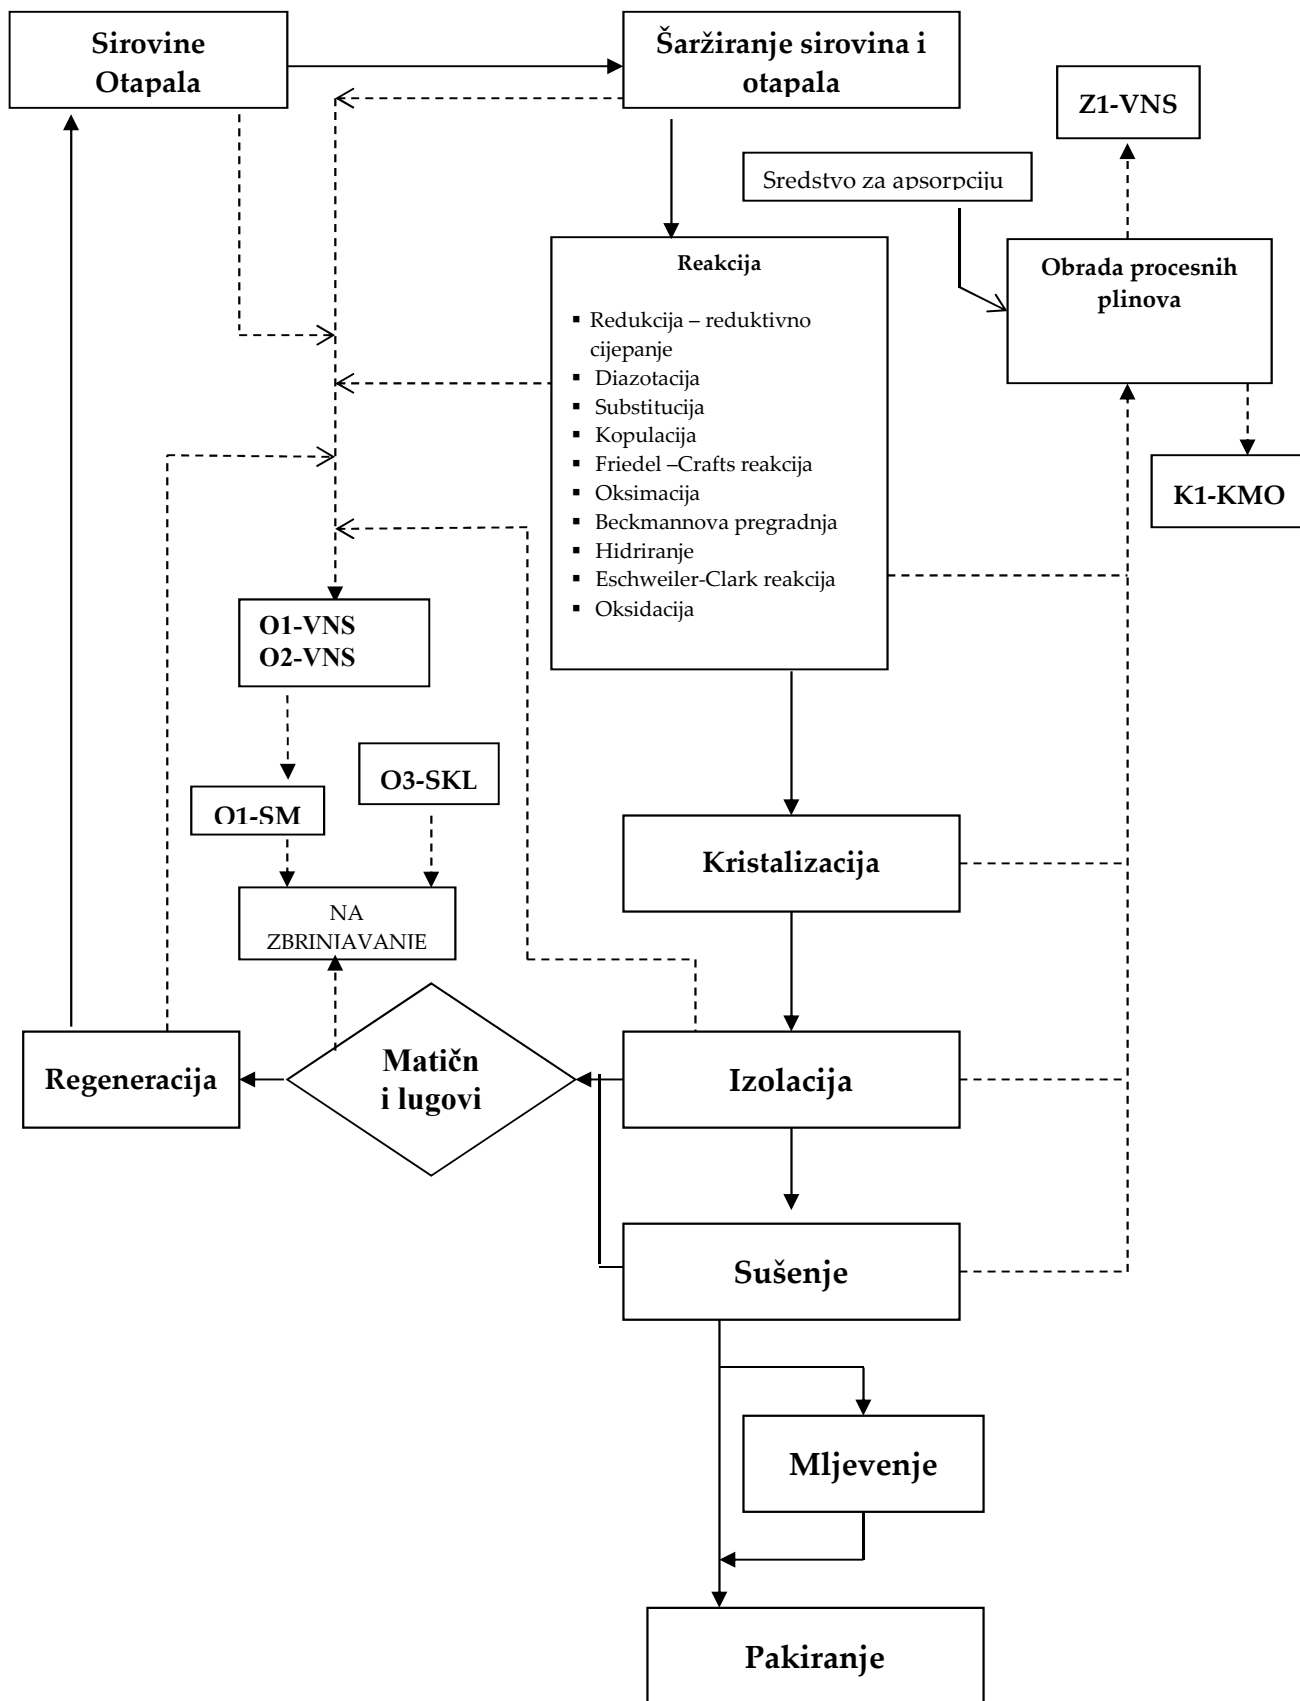 Sirovine
Otapala
Šaržiranje sirovina i
otapala
Z1-VNS
Sredstvo za apsorpciju
Obrada procesnih
plinova
Reakcija
▪ Redukcija – reduktivno
cijepanje
▪ Diazotacija
▪ Substitucija
▪ Kopulacija
▪ Friedel –Crafts reakcija
▪ Oksimacija
▪ Beckmannova pregradnja
▪ Hidriranje
▪ Eschweiler-Clark reakcija
▪ Oksidacija
K1-KMO
O1-VNS
O2-VNS
O3-SKL
O1-SM
NA
ZBRINJAVANJE
Kristalizacija
Regeneracija
Matičn
i lugovi
Izolacija
Sušenje
Mljevenje
Pakiranje